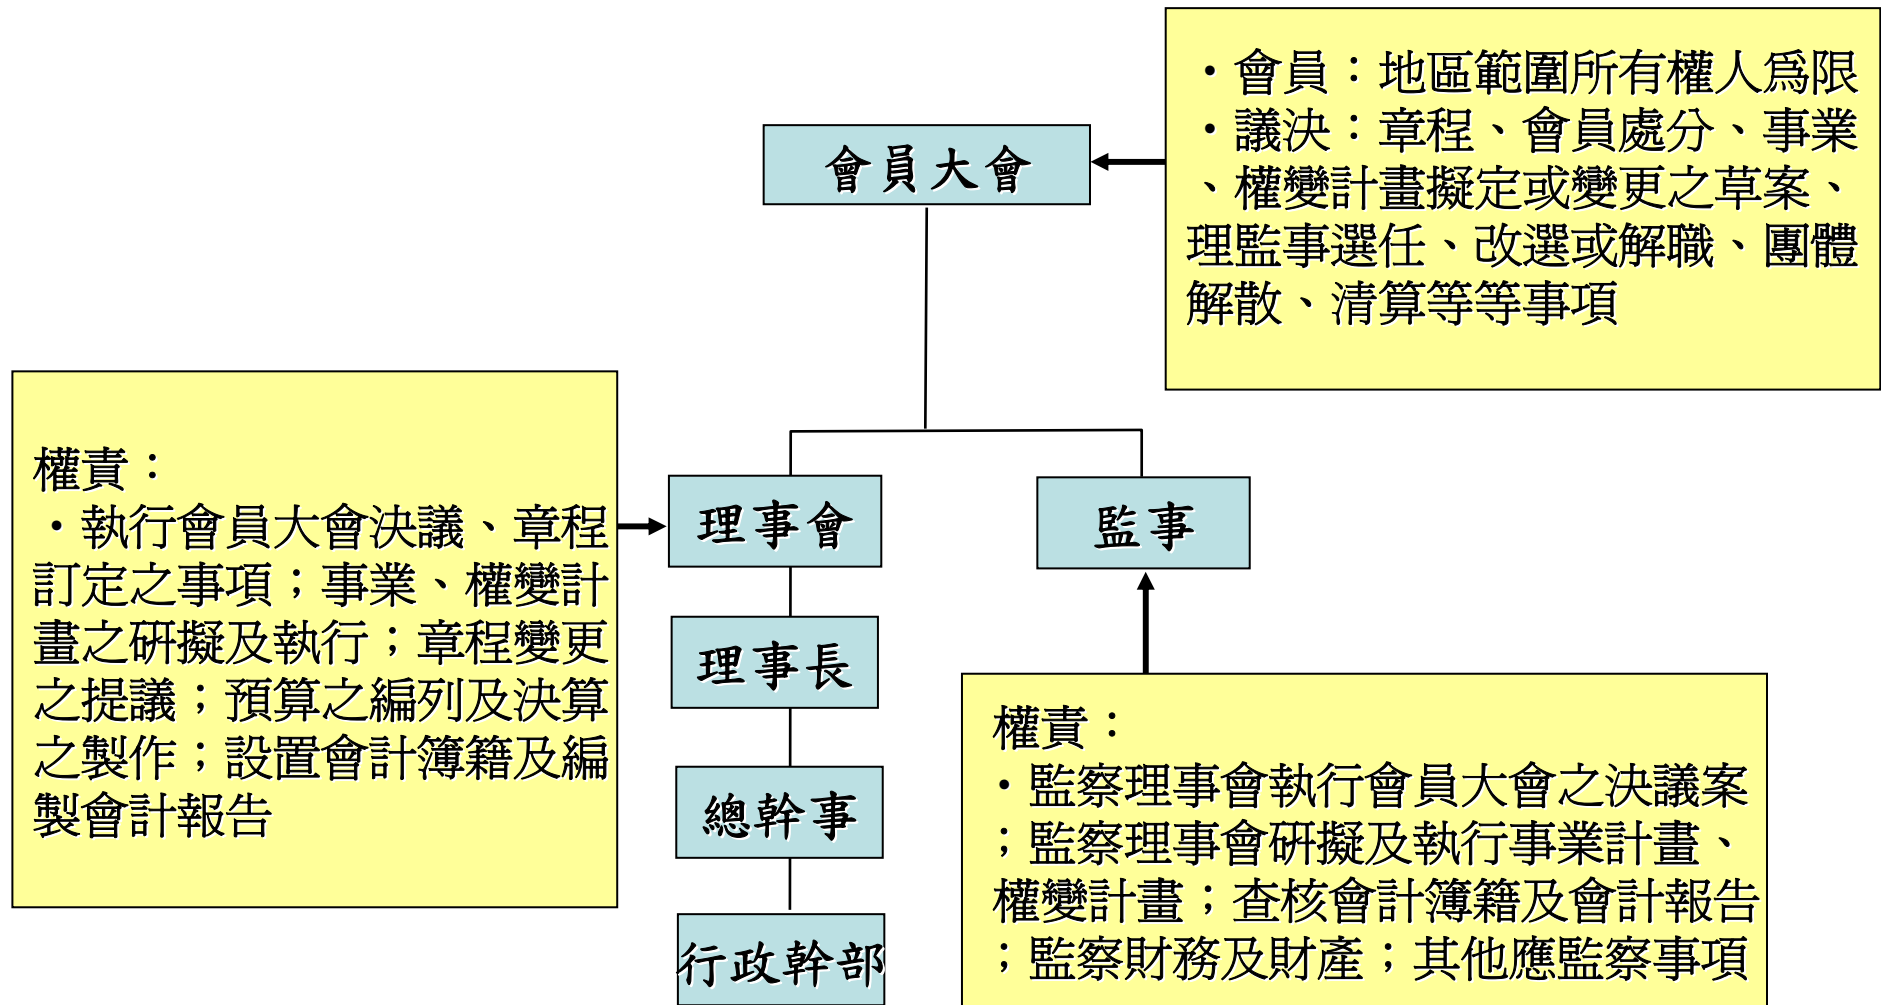 ・會員：地區範圍所有權人為限
・議決：章程、會員處分、事業
、權變計畫擬定或變更之草案、
理監事選任、改選或解職、團體
解散、清算等等事項
會員大會
權責：
・執行會員大會決議、章程
訂定之事項；事業、權變計
畫之研擬及執行；章程變更
之提議；預算之編列及決算
之製作；設置會計簿籍及編
製會計報告
理事會
監事
理事長
總幹事
行政幹部
權責：
・監察理事會執行會員大會之決議案
；監察理事會研擬及執行事業計畫、
權變計畫；查核會計簿籍及會計報告
；監察財務及財產；其他應監察事項